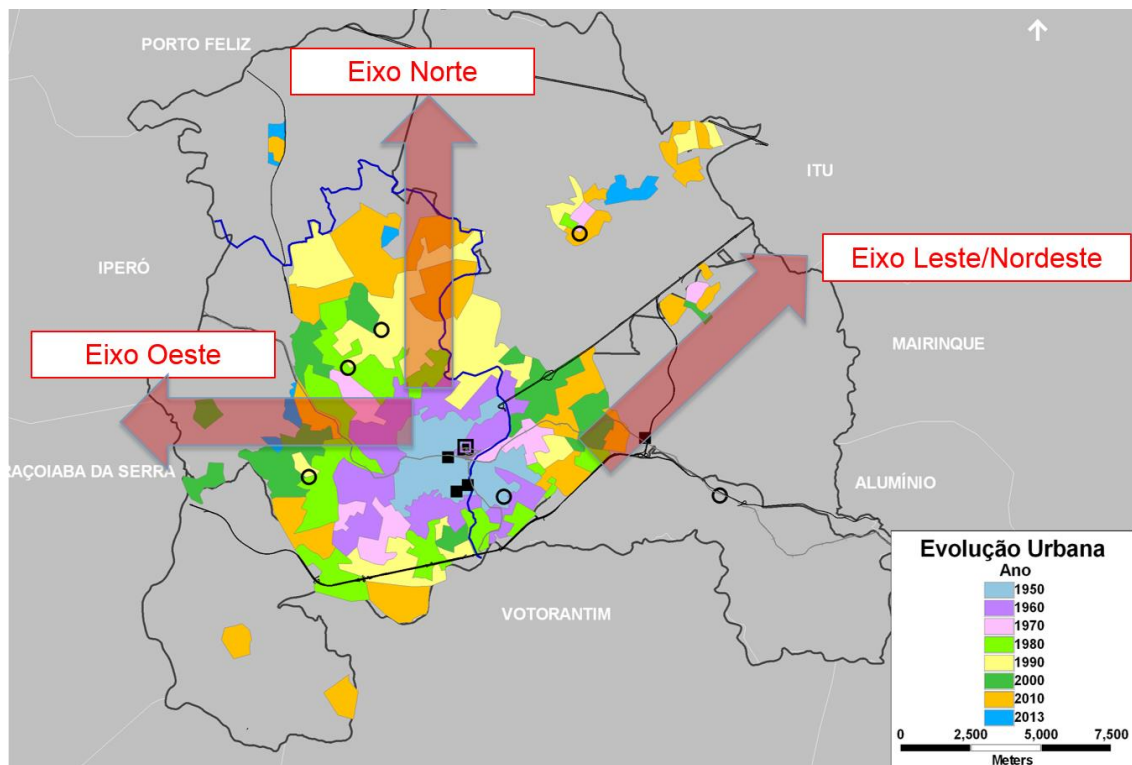 PORTO FELIZ
Eixo Norte
ITU
Eixo Leste/Nordeste
IPERÓ
Eixo Oeste
MAIRINQUE
RAÇOIABA DA SERRA
ALUMÍNIO
VOTORANTIM
Evolução Urbana
Ano
1950
1960
1970
1980
1990
2000
2010
2013
0 2,500 5,000 7,500
Meters